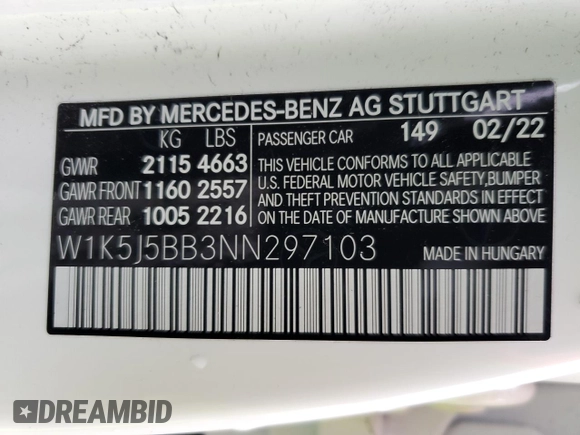 MFD BY MERCEDES-BENZ AG STUTTGART
KG LBS
PASSENGER CAR 149 02/22
GVWR 2115 4663
GAWR FRONT 1160 2557
GAWR REAR 1005 2216
THIS VEHICLE CONFORMS TO ALL APPLICABLE
U.S. FEDERAL MOTOR VEHICLE SAFETY,BUMPER
AND THEFT PREVENTION STANDARDS IN EFFECT
ON THE DATE OF MANUFACTURE SHOWN ABOVE.
W1K5J5BB3NN297103
MADE IN HUNGARY
DREAMBID